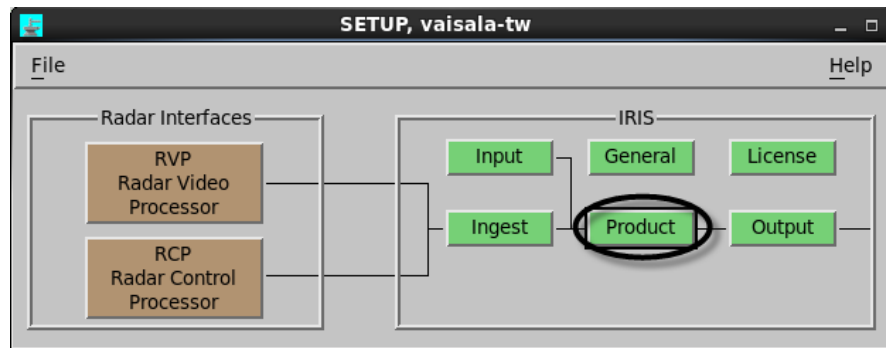 SETUP, vaisala-tw
File
Help
Radar Interfaces
RVP
Radar Video
Processor
RCP
Radar Control
Processor
IRIS
Input
General
License
Ingest
Product
Output